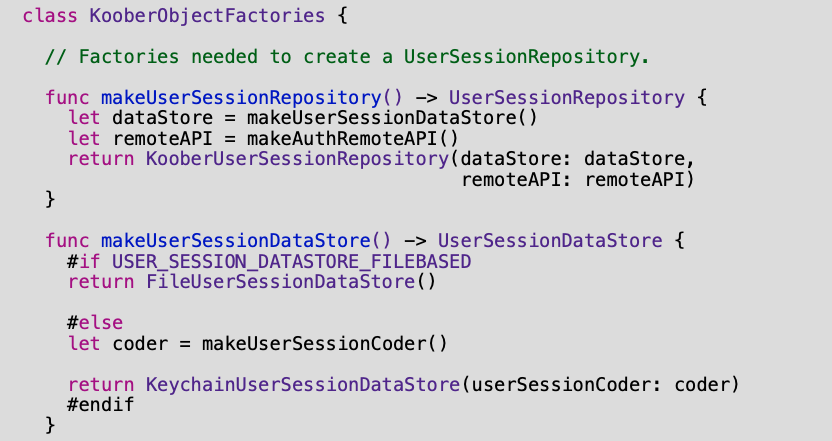 class KooberObjectFactories {
// Factories needed to create a UserSessionRepository.
func makeUserSessionRepository() -> UserSessionRepository {
let dataStore = makeUserSessionDataStore()
let remoteAPI = makeAuthRemoteAPI()
return KooberUserSessionRepository(dataStore: dataStore,
remoteAPI: remoteAPI)
}
func makeUserSessionDataStore() -> UserSessionDataStore {
#if USER_SESSION_DATASTORE_FILEBASED
return FileUserSessionDataStore()
#else
let coder = makeUserSessionCoder()
return KeychainUserSessionDataStore(userSessionCoder: coder)
#endif
}